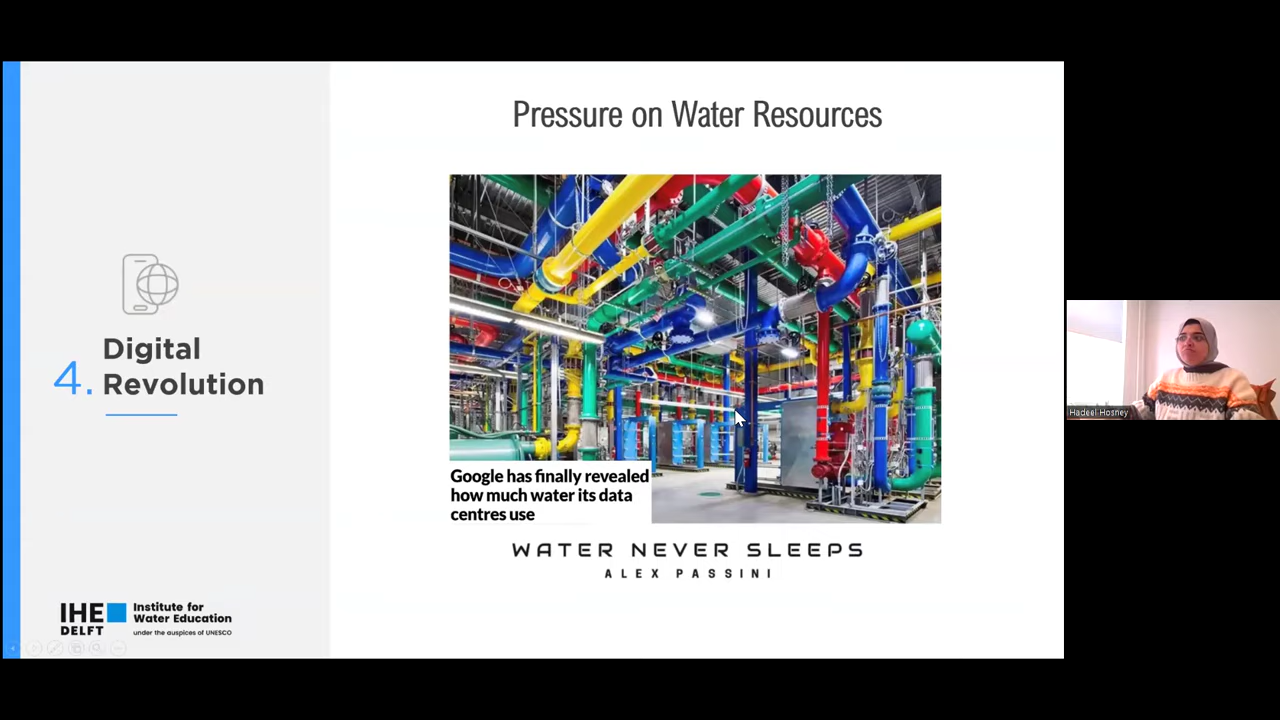 Pressure on Water Resources
4. Digital
Revolution
Google has finally revealed
how much water its data
centres use
WATER NEVER SLEEPS
ALEX PASSINI
IHE
DELFT
Institute for
Water Education
under the auspices of UNESCO
Hadeel Hosney